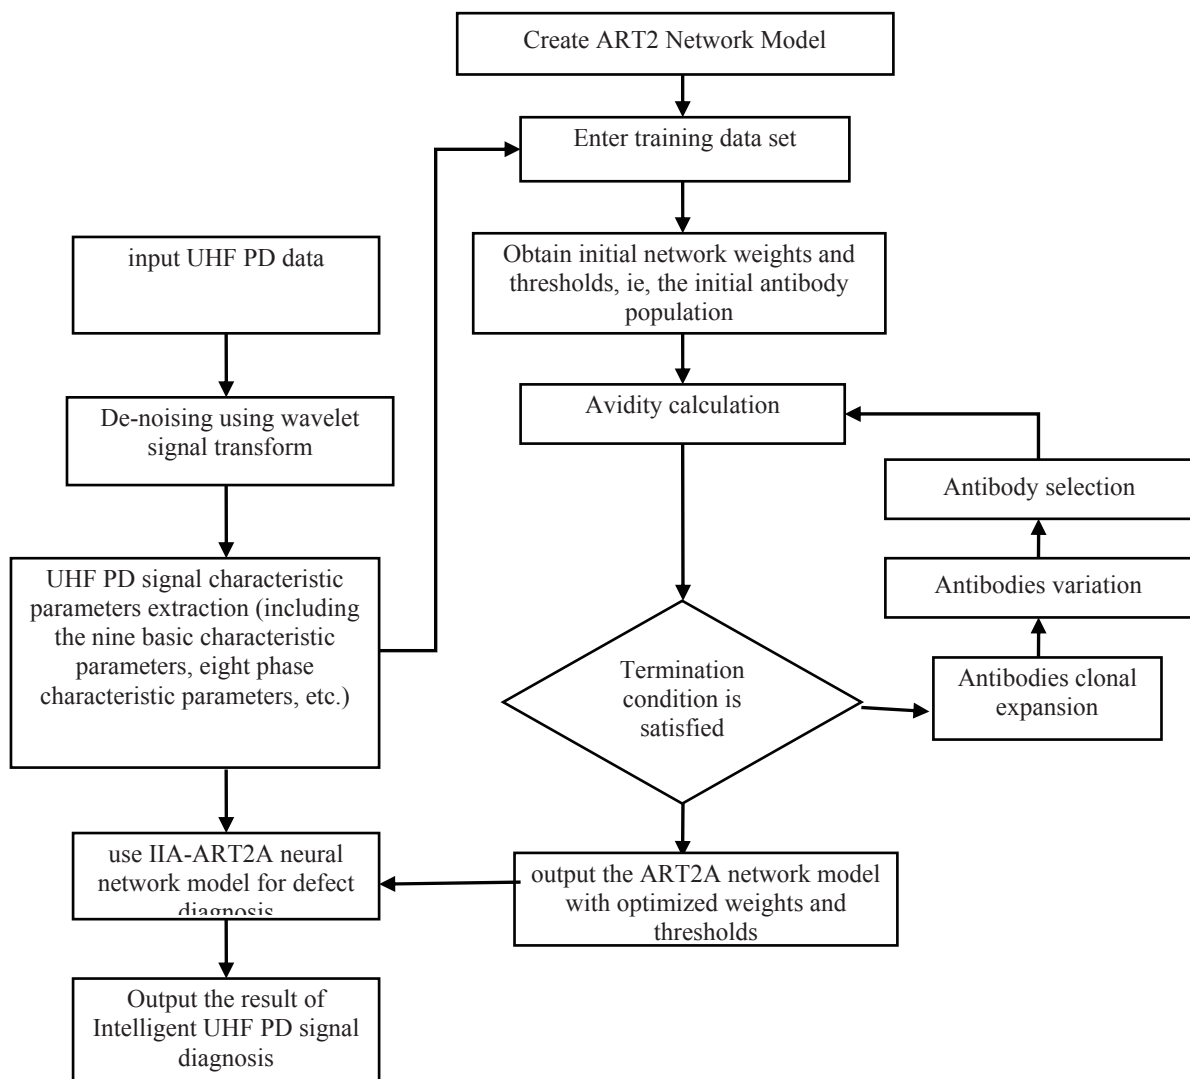 Create ART2 Network Model
Enter training data set
Obtain initial network weights and
thresholds, ie, the initial antibody
population
input UHF PD data
Avidity calculation
De-noising using wavelet
signal transform
Antibody selection
UHF PD signal characteristic
parameters extraction (including
the nine basic characteristic
parameters, eight phase
characteristic parameters, etc.)
Antibodies variation
Termination
condition is
satisfied
Antibodies clonal
expansion
use IIA-ART2A neural
network model for defect
diagnosis
output the ART2A network model
with optimized weights and
thresholds
Output the result of
Intelligent UHF PD signal
diagnosis